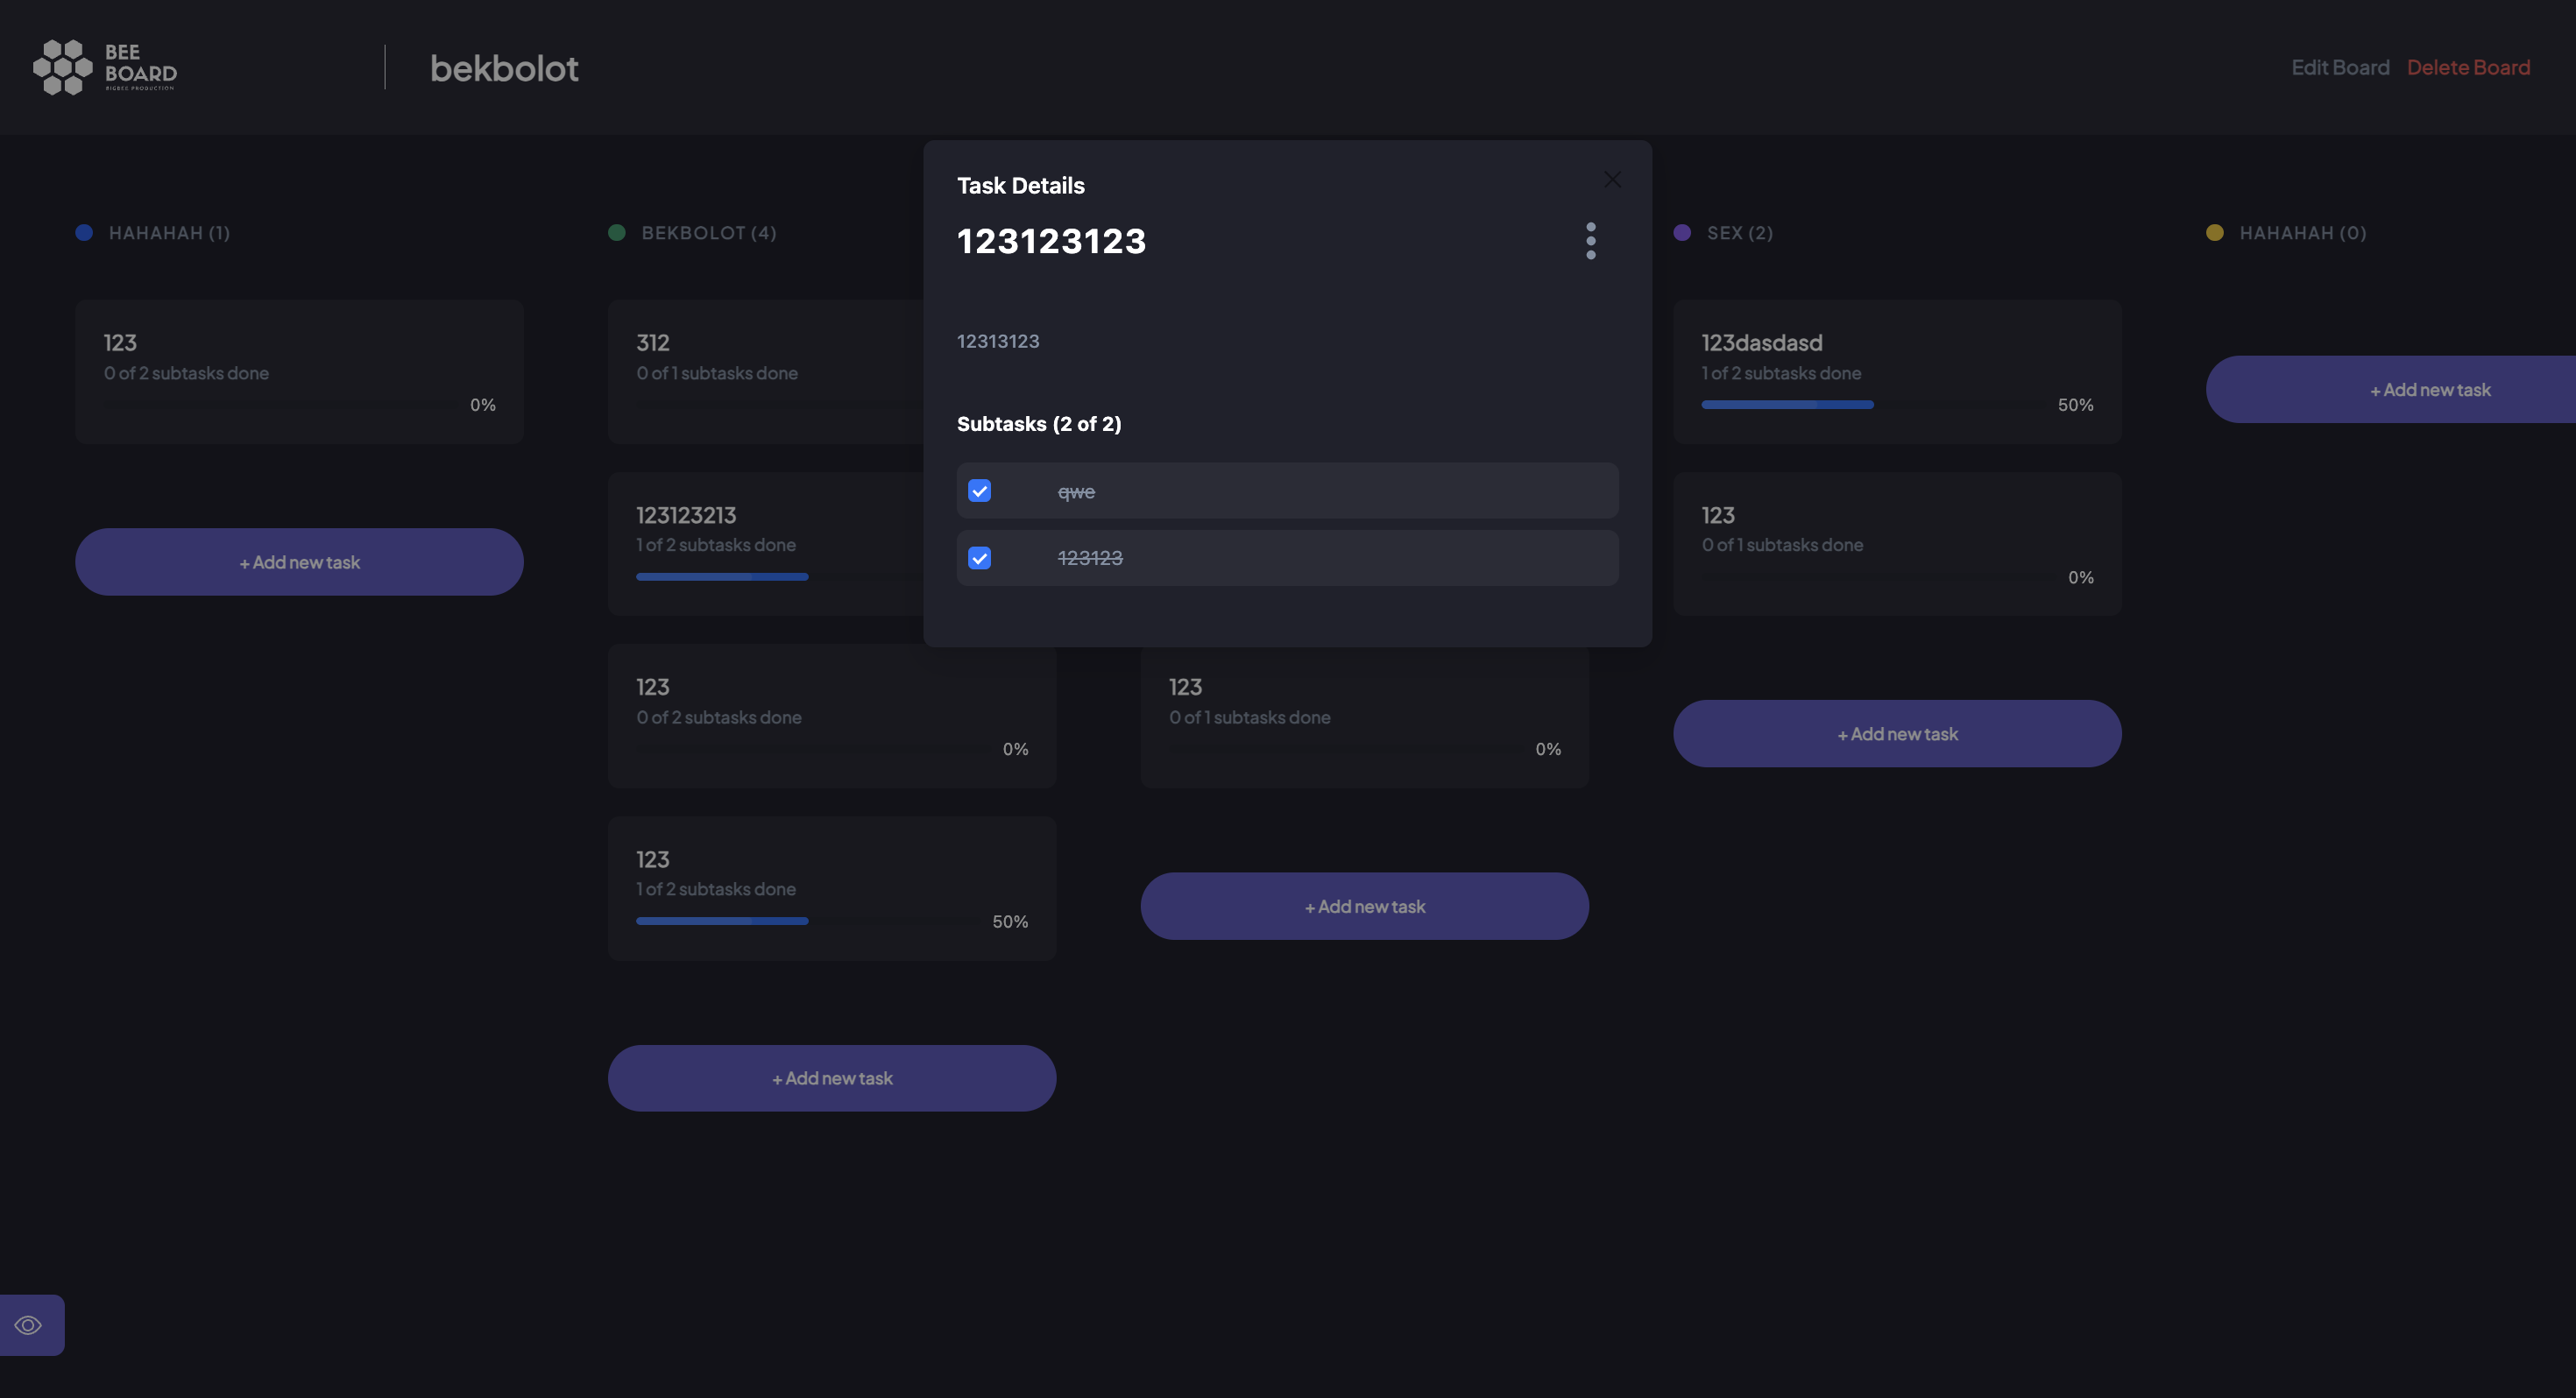 BEE
BOARD
BIGBEE PRODUCTION
bekbolot
Edit Board
Delete Board
HAHAHAH (1)
123
0 of 2 subtasks done
0%
+ Add new task
BEKBOLOT (4)
312
0 of 1 subtasks done
123123213
1 of 2 subtasks done
123
0 of 2 subtasks done
0%
123
1 of 2 subtasks done
50%
+ Add new task
Task Details
123123123
12313123
Subtasks (2 of 2)
qwe
123123
123
0 of 1 subtasks done
0%
+ Add new task
SEX (2)
123dasdasd
1 of 2 subtasks done
50%
123
0 of 1 subtasks done
0%
+ Add new task
HAHAHAH (0)
+ Add new task